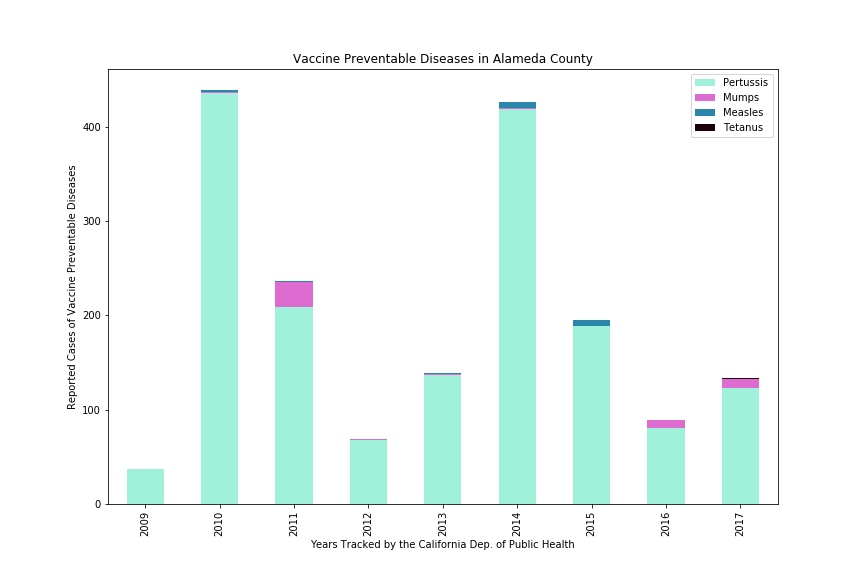 Vaccine Preventable Diseases in Alameda County
Pertussis
Mumps
Measles
Tetanus
Reported Cases of Vaccine Preventable Diseases
400
300
200
100
0
2009
2010
2011
2012
2013
2014
2015
2016
2017
Years Tracked by the California Dep. of Public Health